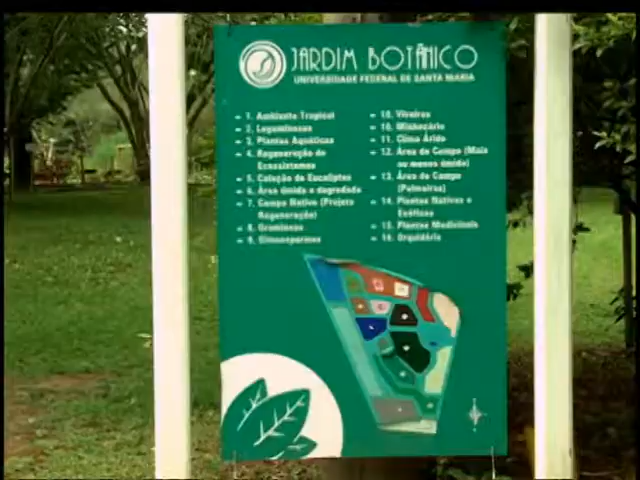 JARDIM BOTÂNICO
UNIVERSIDADE FEDERAL DE SANTA MARIA
1. Ambiente Tropical
2. Leguminosas
3. Plantas Aquáticas
4. Regeneração de
Ecossistemas
5. Coleção de Eucaliptos
6. Área úmida e degradada
7. Campo Nativo (Projeto
Regeneração)
8. Gramíneas
9. Gimnospermas
10. Viveiros
10. Minhocário
11. Clima Árido
12. Área de Campo (Mais
ou menos úmida)
13. Área de Campo
(Palmeiras)
14. Plantas Nativas e
Exóticas
15. Plantas Medicinais
16. Orquidário